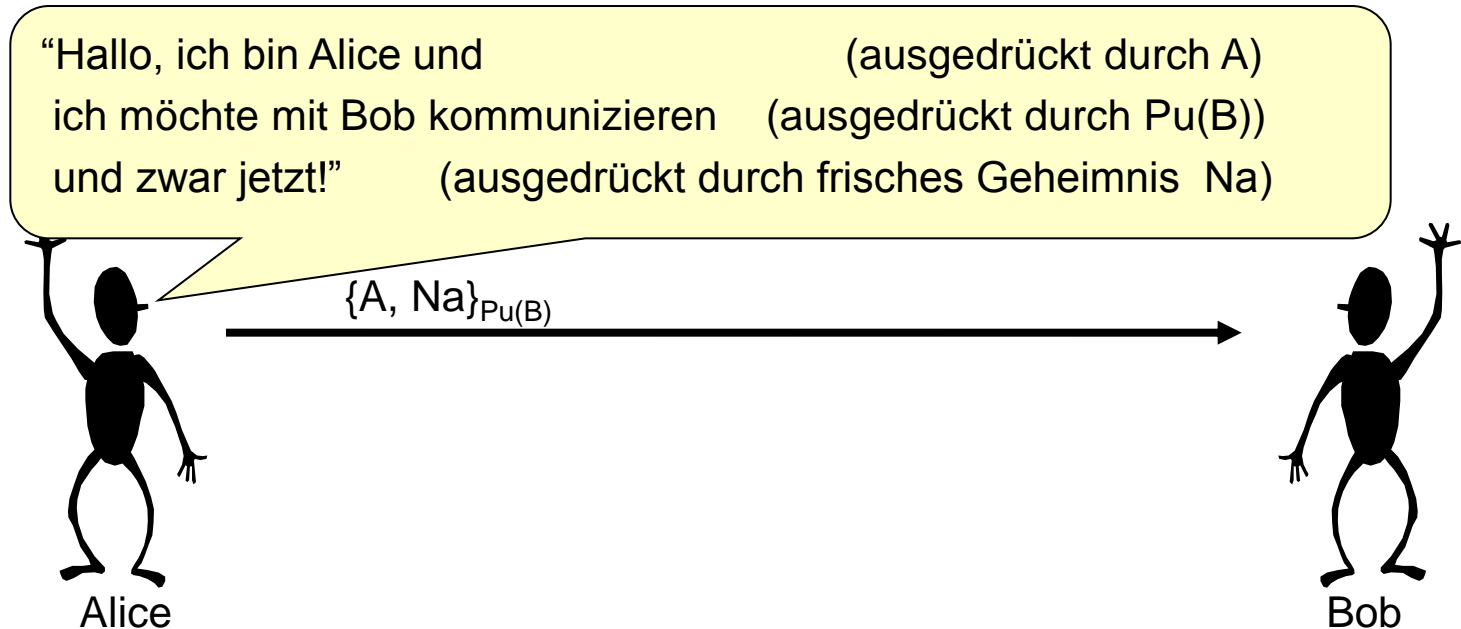 “Hallo, ich bin Alice und (ausgedrückt durch A)
ich möchte mit Bob kommunizieren (ausgedrückt durch Pu(B))
und zwar jetzt!” (ausgedrückt durch frisches Geheimnis Na)
{A, Na}Pu(B)
Alice Bob